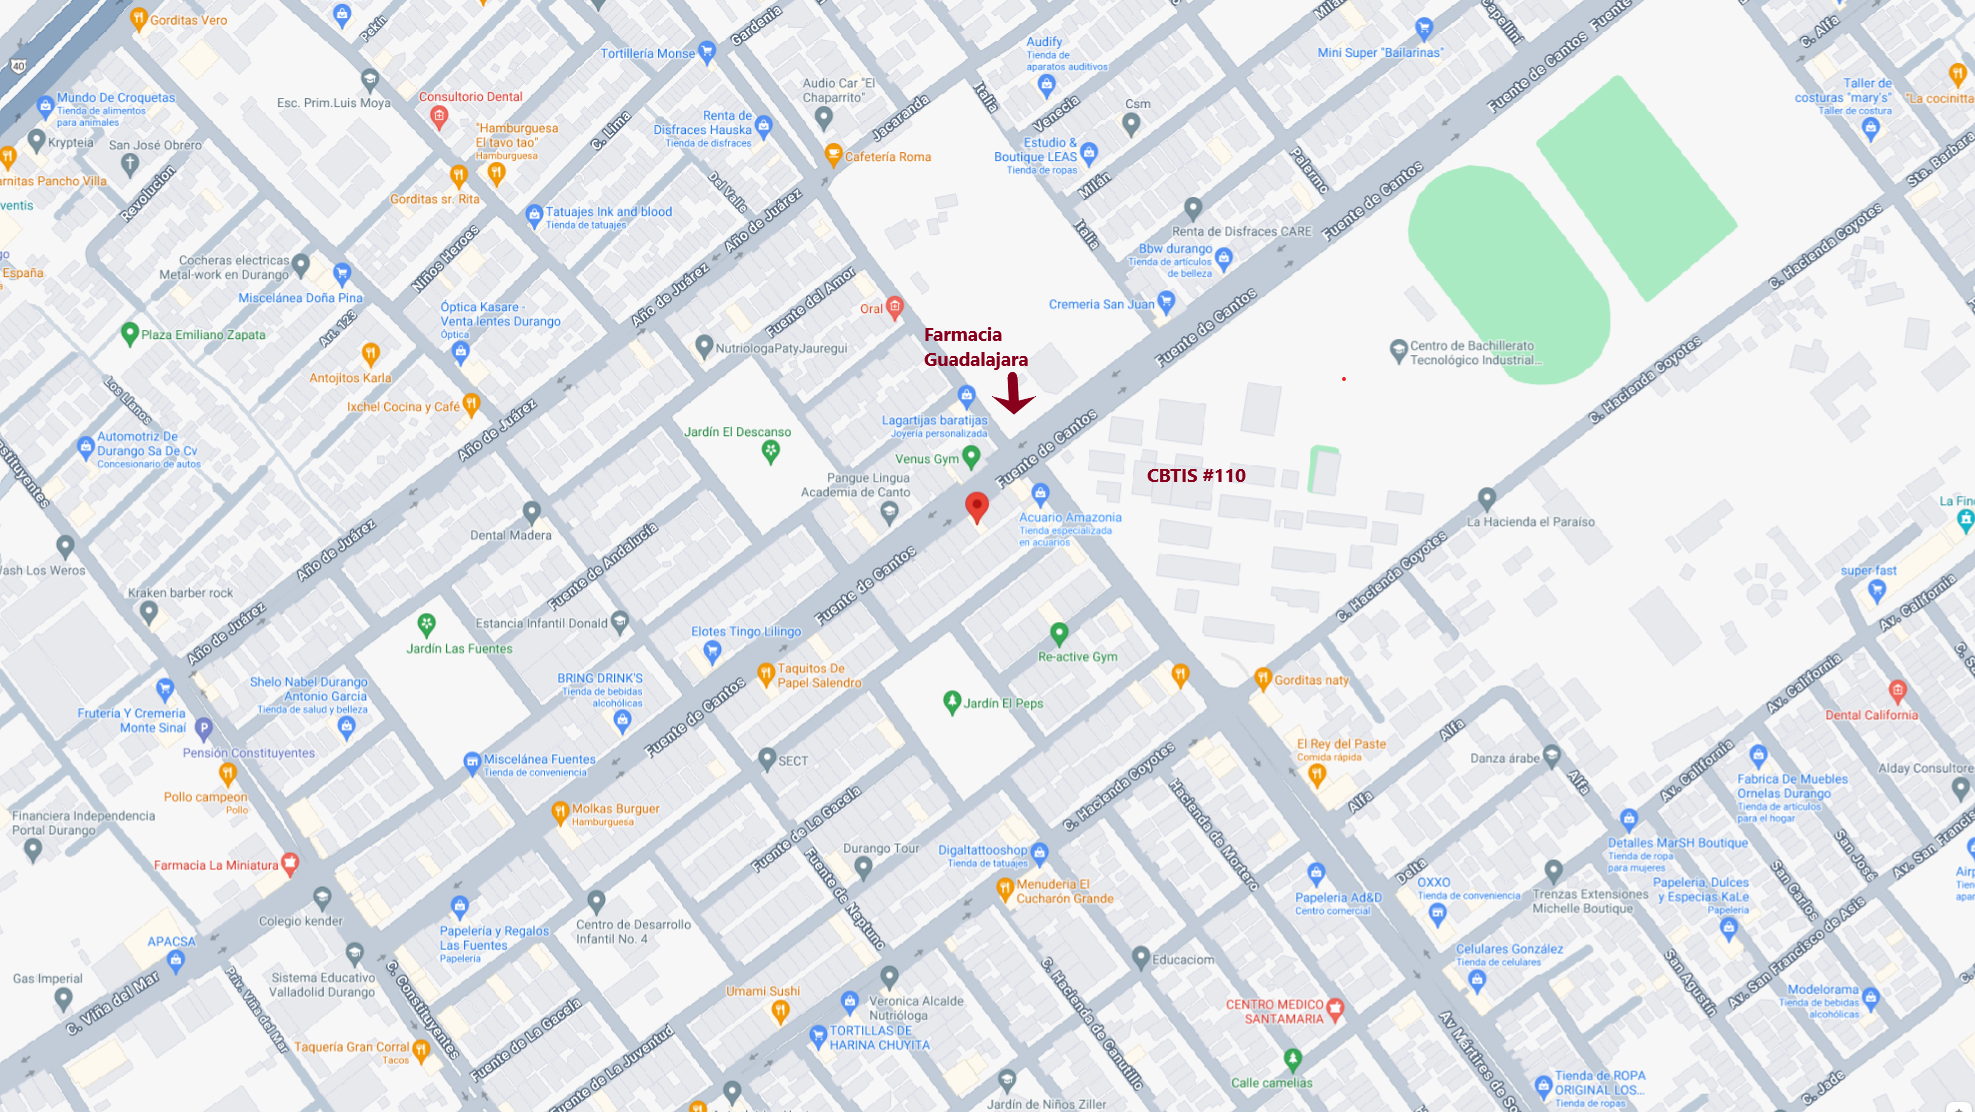 Gorditas Vero
Pekín
40
Gardenia
Tortillería Monse
Milán
Capellini
Fuente de Cantos
Fuente
C. Alfa
Audify
Tienda de
aparatos auditivos
Mini Super "Bailarinas"
Mundo De Croquetas
Tienda de alimentos
para animales
Esc. Prim.Luis Moya
Consultorio Dental
Audio Car "El
Chaparrito"
Italia
Venecia
Csm
Taller de
costuras "mary's"
Taller de costura
"La cocinitta
Krypteia
San José Obrero
"Hamburguesa
El tavo tao"
Hamburguesa
C. Lima
Renta de
Disfraces Hauska
Tienda de disfraces
Jacaranda
Cafetería Roma
Estudio &
Boutique LEAS
Tienda de ropas
Milán
Palermo
Fuente de Cantos
Sta. Barbara
arnitas Pancho Villa
ventis
Revolucion
Gorditas sr. Rita
Del Valle
Tatuajes Ink and blood
Tienda de tatuajes
Año de Juárez
Italia
Renta de Disfraces CARE
Bbw durango
Tienda de artículos
de belleza
C. Hacienda Coyotes
go
España
Cocheras electricas
Metal-work en Durango
Niños Heroes
Miscelánea Doña Pina
Óptica Kasare -
Venta lentes Durango
Óptica
Año de Juárez
Fuente del Amor
Oral
Cremeria San Juan
Fuente de Cantos
Plaza Emiliano Zapata
Art. 123
NutriologaPatyJauregui
Farmacia
Guadalajara
Centro de Bachillerato
Tecnológico Industrial...
C. Hacienda Coyotes
Antojitos Karla
Los Llanos
Ixchel Cocina y Café
Año de Juárez
Lagartijas baratijas
Joyería personalizada
Jardín El Descanso
Venus Gym
Fuente de Cantos
CBTIS #110
Automotriz De
Durango Sa De Cv
Concesionario de autos
nstituyentes
Pangue Lingua
Academia de Canto
Acuario Amazonia
Tienda especializada
en acuarios
La Hacienda el Paraíso
La Fin
Año de Juárez
Dental Madera
Fuente de Andalucía
Fuente de Cantos
C. Hacienda Coyotes
Wash Los Weros
Kraken barber rock
super fast
Av. California
Año de Juárez
Estancia Infantil Donald
Elotes Tingo Lilingo
Re-active Gym
Jardín Las Fuentes
Taquitos De
Papel Salendro
Gorditas naty
Av. California
Shelo Nabel Durango
Antonio Garcia
Tienda de salud y belleza
BRING DRINK'S
Tienda de bebidas
alcohólicas
Fuente de Cantos
Jardín El Peps
Frutería Y Cremeria
Monte Sinaí
Dental California
Pensión Constituyentes
Miscelánea Fuentes
Tienda de conveniencia
SECT
C. Hacienda Coyotes
El Rey del Paste
Comida rápida
Alfa
Danza árabe
Alfa
Av. California
Fabrica De Muebles
Ornelas Durango
Tienda de artículos
para el hogar
Alday Consultore
Pollo campeon
Pollo
Financiera Independencia
Portal Durango
Molkas Burguer
Hamburguesa
Fuente de La Gacela
Hacienda de Mortero
Alfa
Detalles MarSH Boutique
Tienda de ropa
para mujeres
San Jose
Av. San Francis
Farmacia La Miniatura
Durango Tour
Digaltattooshop
Tienda de tatuajes
Delta
OXXO
Tienda de conveniencia
Trenzas Extensiones
Michelle Boutique
Papeleria, Dulces
y Especias KaLe
Papelería
San Carlos
Airp
Tien
apar
Menuderia El
Cucharón Grande
Papeleria Ad&D
Centro comercial
Colegio kender
Fuente de Neptuno
APACSA
Papelería y Regalos
Las Fuentes
Papelería
Centro de Desarrollo
Infantil No. 4
Celulares González
Tienda de celulares
San Agustín
Av. San Francisco de Asís
Gas Imperial
C. Viña del Mar
Priv. Viña del Mar
Sistema Educativo
Valladolid Durango
C. Constituyentes
Educaciom
C. Hacienda de Canutillo
Umami Sushi
Veronica Alcalde
Nutrióloga
CENTRO MEDICO
SANTAMARIA
Modelorama
Tienda de bebidas
alcohólicas
Taquería Gran Corral
Tacos
Fuente de La Gacela
Fuente de La Juventud
TORTILLAS DE
HARINA CHUYITA
Av Mártires de So
Calle camelias
Tienda de ROPA
ORIGINAL LOS...
Tienda de ropas
C. Jade
Jardín de Niños Ziller